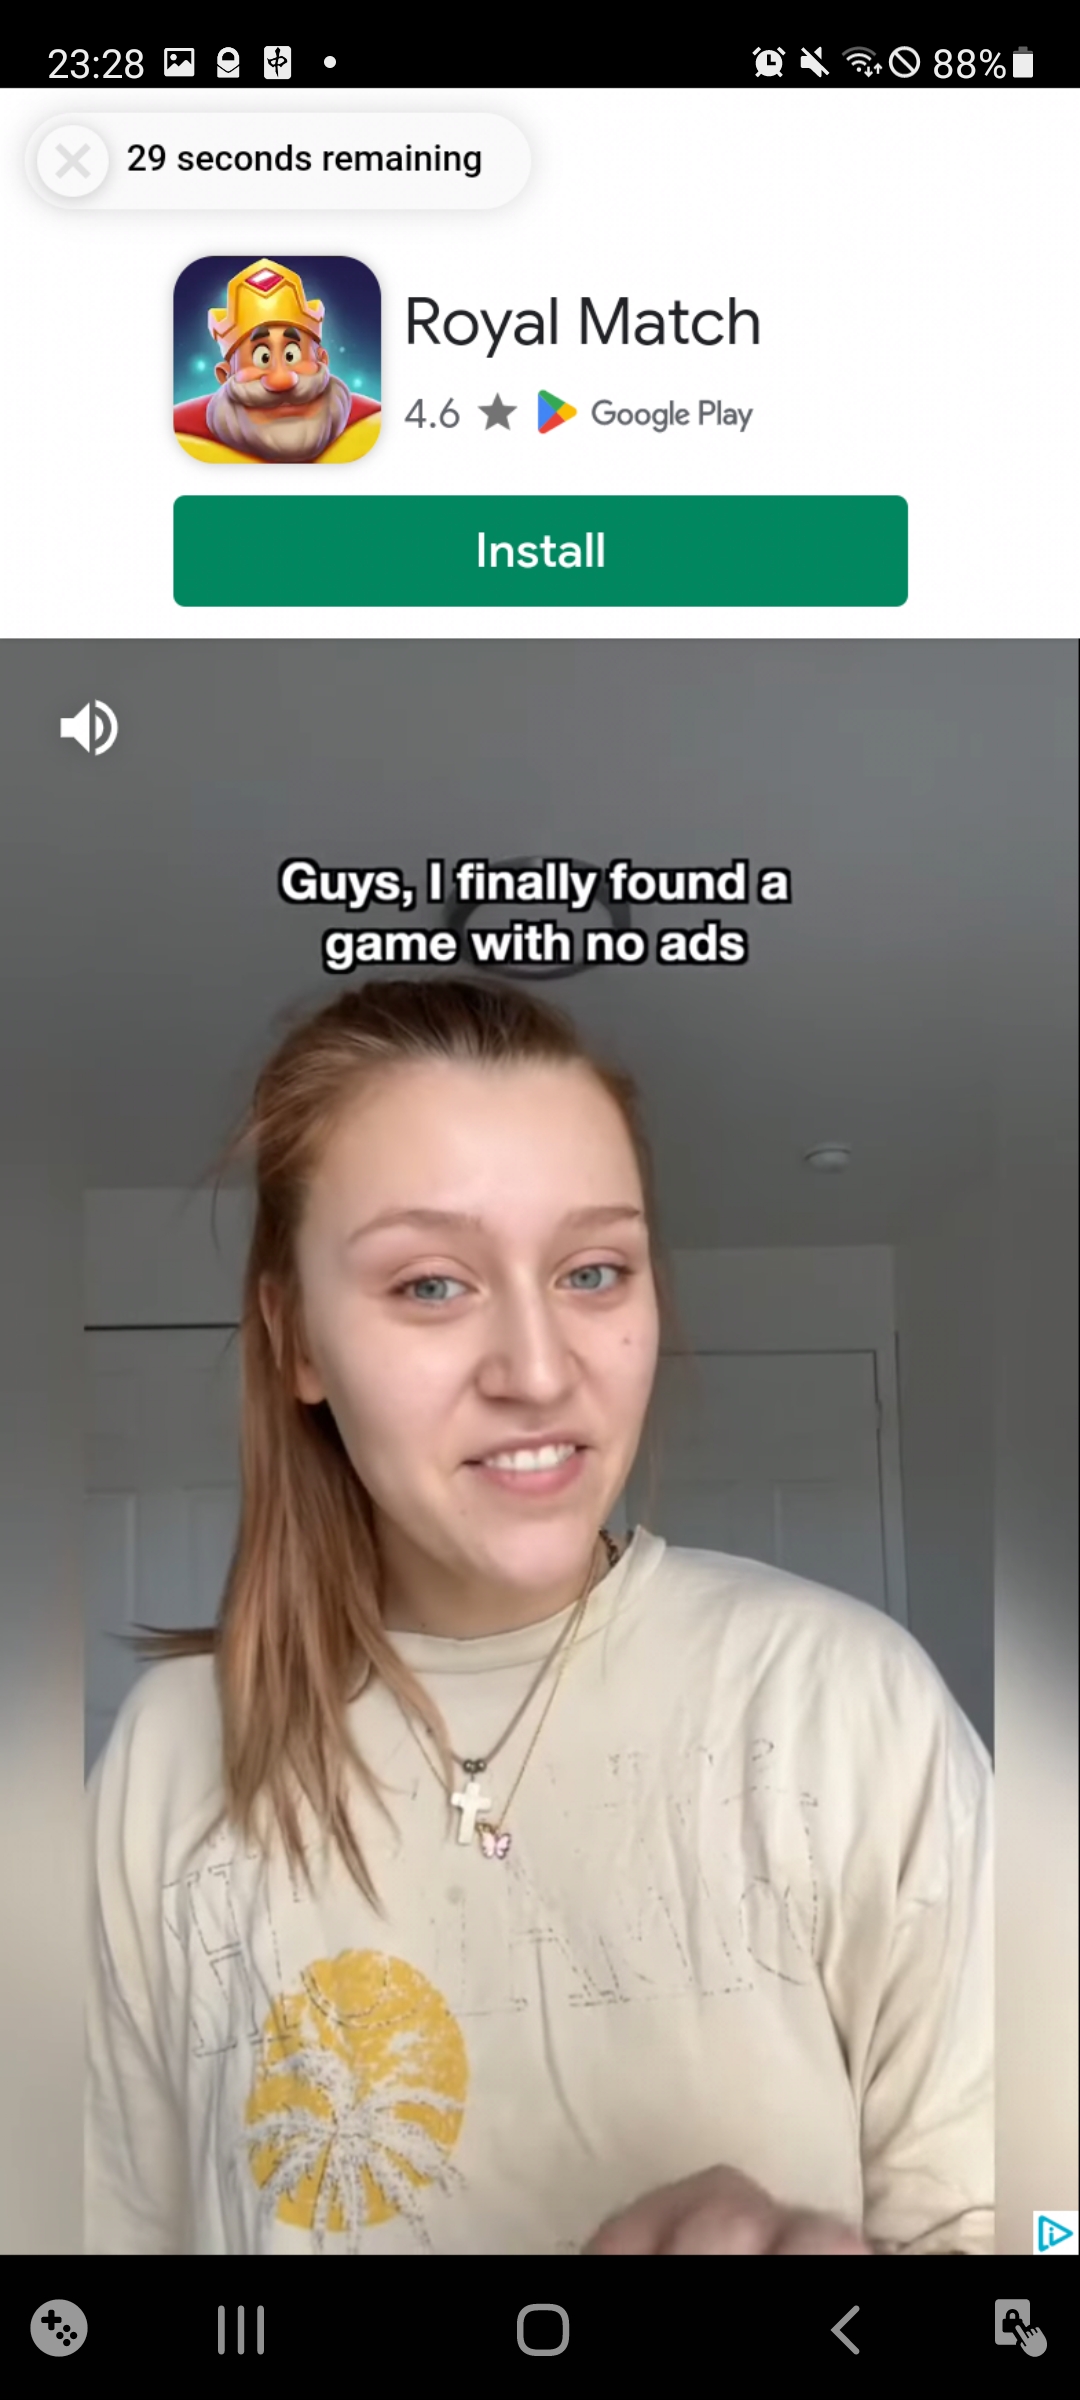 23:28
88%
29 seconds remaining
Royal Match
4.6 ★ Google Play
Install
Guys, I finally found a
game with no ads